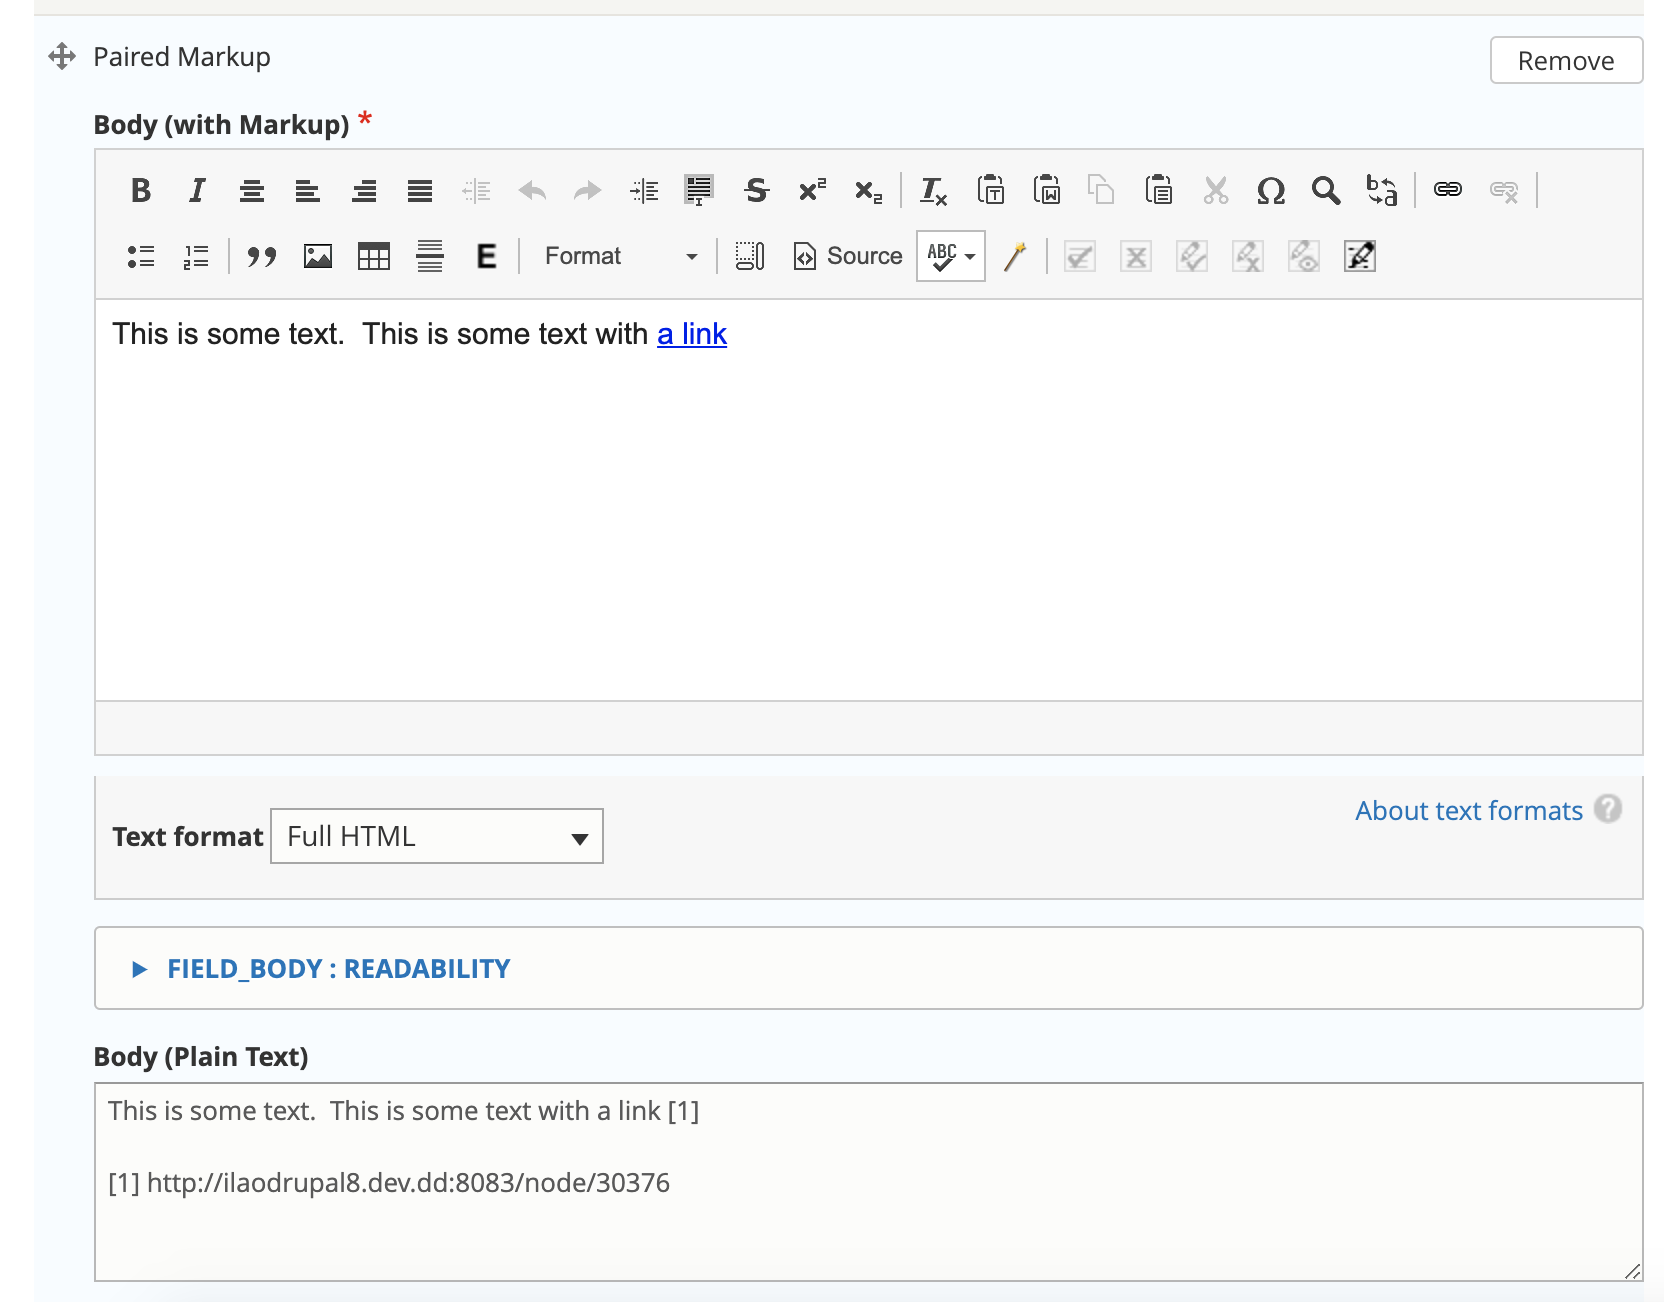 Paired Markup
Remove
Body (with Markup) *
Format
Source
ABC
This is some text.  This is some text with a link
Text format
Full HTML
About text formats ?
FIELD_BODY : READABILITY
Body (Plain Text)
This is some text.  This is some text with a link [1]
[1] http://ilaodrupal8.dev.dd:8083/node/30376